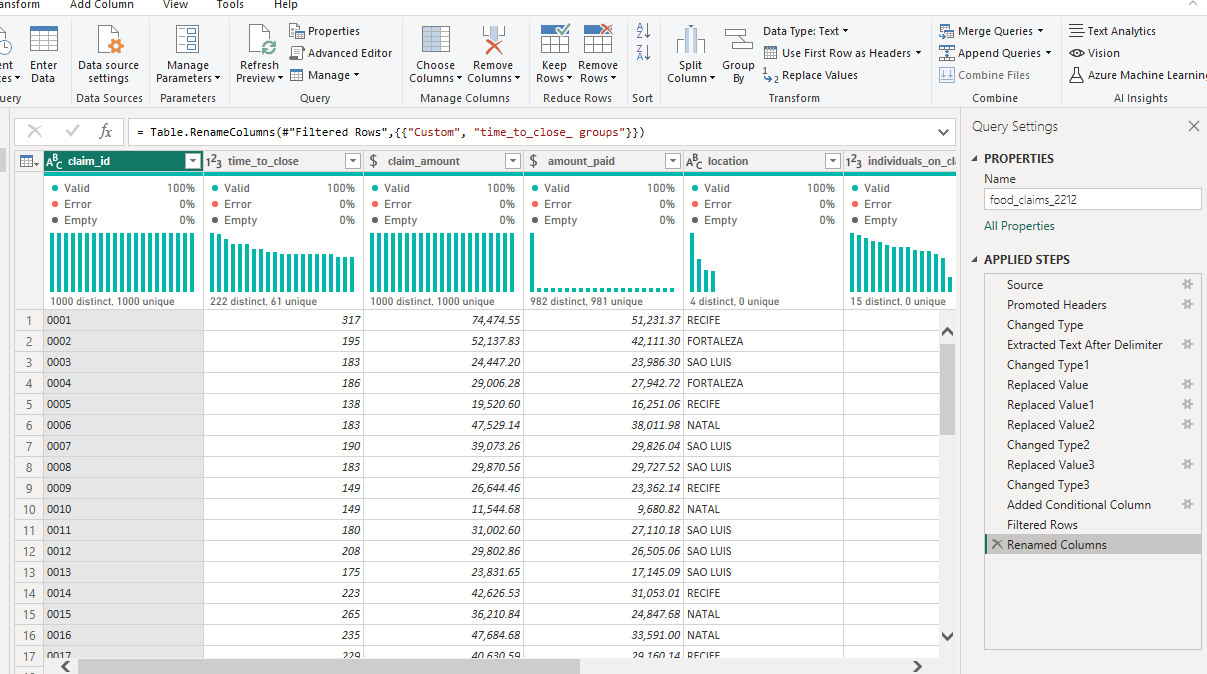 ansform Add Column View Tools Help
ent
ces
Enter
Data
Data source
settings
Manage
Parameters
Refresh
Preview
Properties
Advanced Editor
Manage
Choose
Columns
Remove
Columns
Keep
Rows
Remove
Rows
Split
Column
Group
By
Data Type: Text
Use First Row as Headers
Replace Values
Merge Queries
Append Queries
Combine Files
Text Analytics
Vision
Azure Machine Learning
uery Data Sources Parameters Query Manage Columns Reduce Rows Sort Transform Combine AI Insights
= Table.RenameColumns(#"Filtered Rows",{{"Custom", "time_to_close_ groups"}})
ABC claim_id 123 time_to_close $ claim_amount $ amount_paid ABC location 123 individuals_on_cl
Valid 100% Valid 100% Valid 100% Valid 100% Valid 100% Valid
Error 0% Error 0% Error 0% Error 0% Error 0% Error
Empty 0% Empty 0% Empty 0% Empty 0% Empty 0% Empty
1000 distinct, 1000 unique 222 distinct, 61 unique 1000 distinct, 1000 unique 982 distinct, 981 unique 4 distinct, 0 unique 15 distinct, 0 unique
1 0001 317 74,474.55 51,231.37 RECIFE
2 0002 195 52,137.83 42,111.30 FORTALEZA
3 0003 183 24,447.20 23,986.30 SAO LUIS
4 0004 186 29,006.28 27,942.72 FORTALEZA
5 0005 138 19,520.60 16,251.06 RECIFE
6 0006 183 47,529.14 38,011.98 NATAL
7 0007 190 39,073.26 29,826.04 SAO LUIS
8 0008 183 29,870.56 29,727.52 SAO LUIS
9 0009 149 26,644.46 23,362.14 RECIFE
10 0010 149 11,544.68 9,680.82 NATAL
11 0011 180 31,002.60 27,110.18 SAO LUIS
12 0012 208 29,802.86 26,505.06 SAO LUIS
13 0013 175 23,831.65 17,145.09 SAO LUIS
14 0014 223 42,626.53 31,053.01 RECIFE
15 0015 265 36,210.84 24,847.68 NATAL
16 0016 235 47,684.68 33,591.00 NATAL
17 0017 229 40,630.59 29,160.14 RECIFE
Query Settings
PROPERTIES
Name
food_claims_2212
All Properties
APPLIED STEPS
Source
Promoted Headers
Changed Type
Extracted Text After Delimiter
Changed Type1
Replaced Value
Replaced Value1
Replaced Value2
Changed Type2
Replaced Value3
Changed Type3
Added Conditional Column
Filtered Rows
Renamed Columns